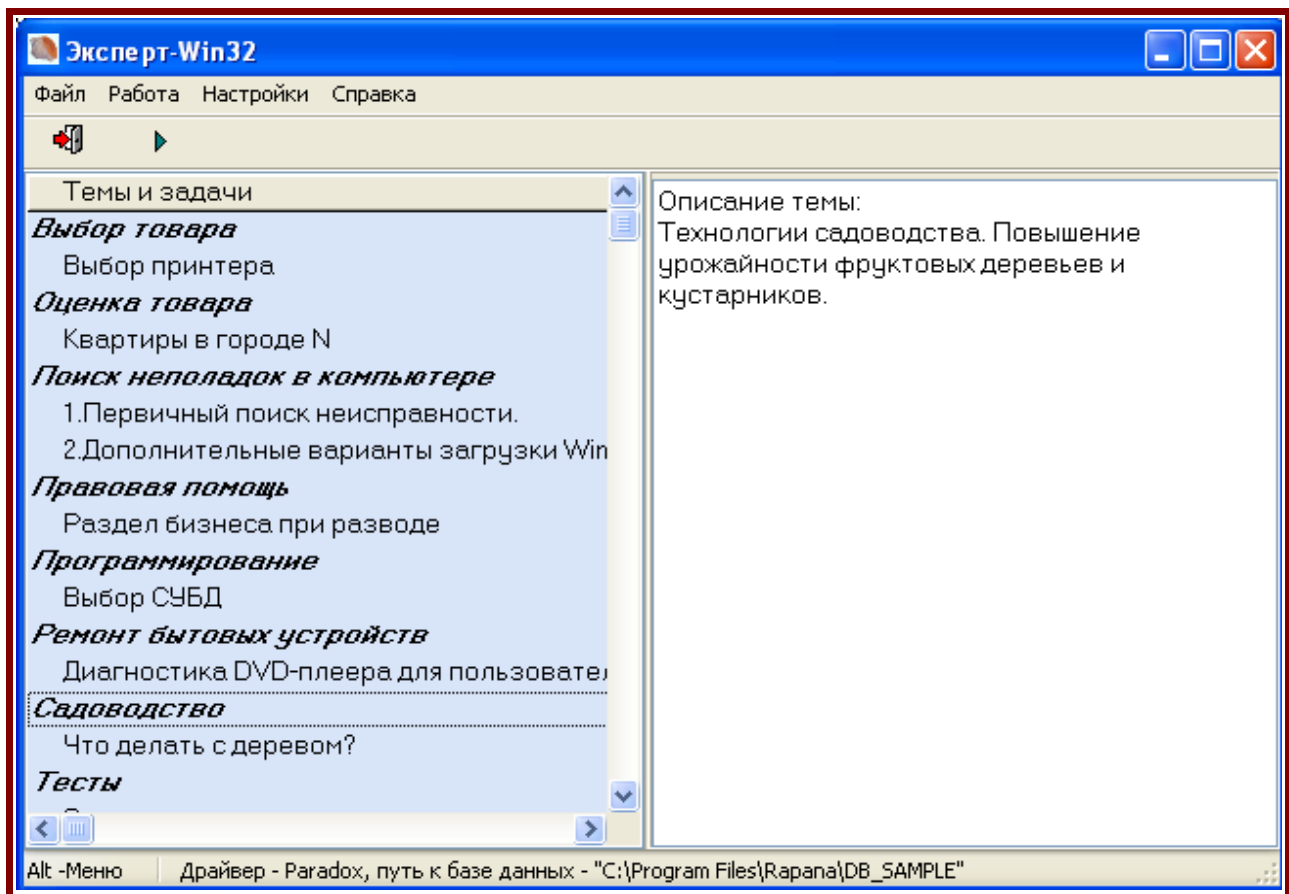 Эксперт-Win32
Файл Работа Настройки Справка
Темы и задачи
Выбор товара
Выбор принтера
Оценка товара
Квартиры в городе N
Поиск неполадок в компьютере
1.Первичный поиск неисправности.
2.Дополнительные варианты загрузки Win
Правовая помощь
Раздел бизнеса при разводе
Программирование
Выбор СУБД
Ремонт бытовых устройств
Диагностика DVD-плеера для
Садоводство
Что делать с деревом?
Тесты
Описание темы:
Технологии садоводства. Повышение
урожайности фруктовых деревьев и
кустарников.
Alt -Меню Драйвер - Paradox, путь к базе данных - "C:\Program Files\Rapana\DB_SAMPLE"